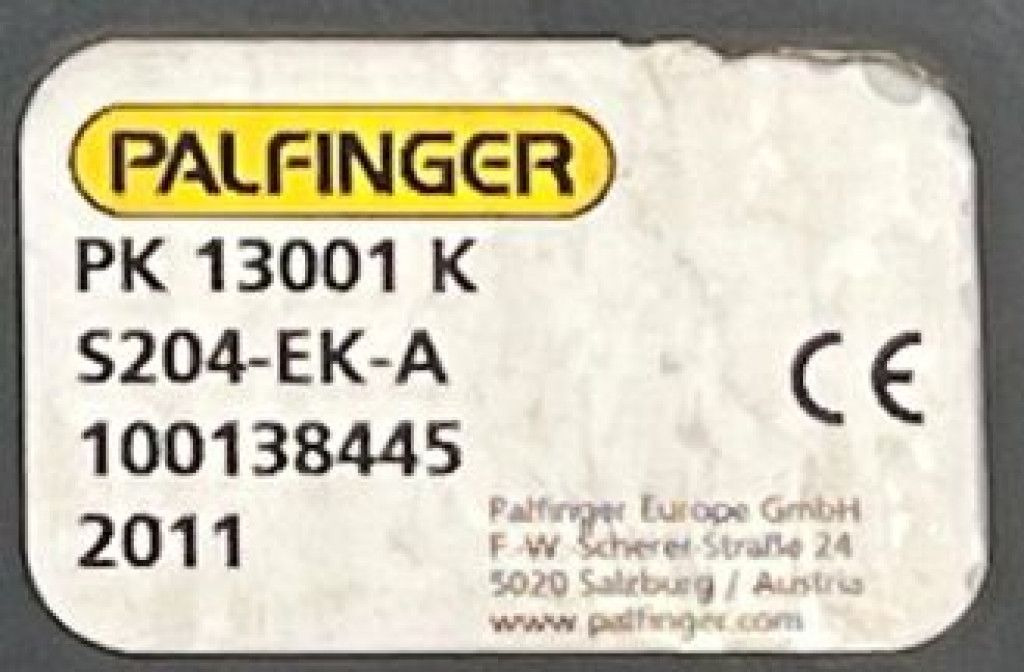 PALFINGER
PK 13001 K
S204-EK-A
100138445
2011
CE
Palfinger Europe GmbH
F.-W.-Scherer-Straße 24
5020 Salzburg / Austria
www.palfinger.com